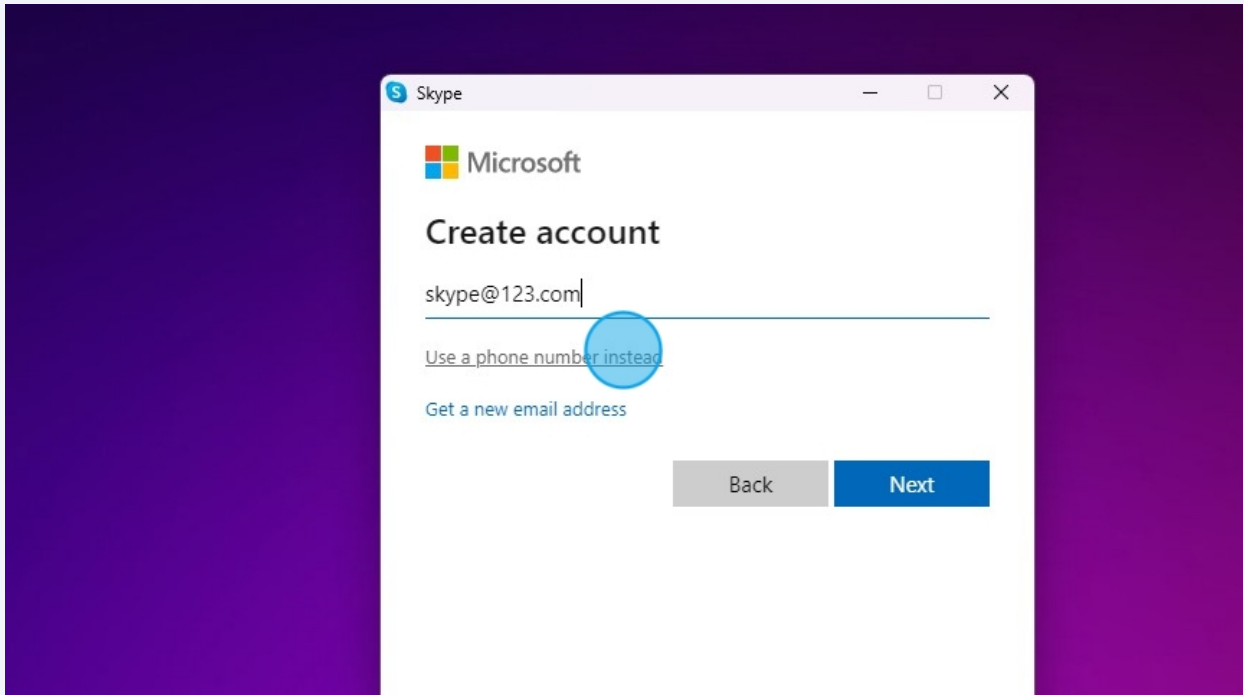 Skype
Microsoft
Create account
skype@123.com
Use a phone number instead
Get a new email address
Back Next